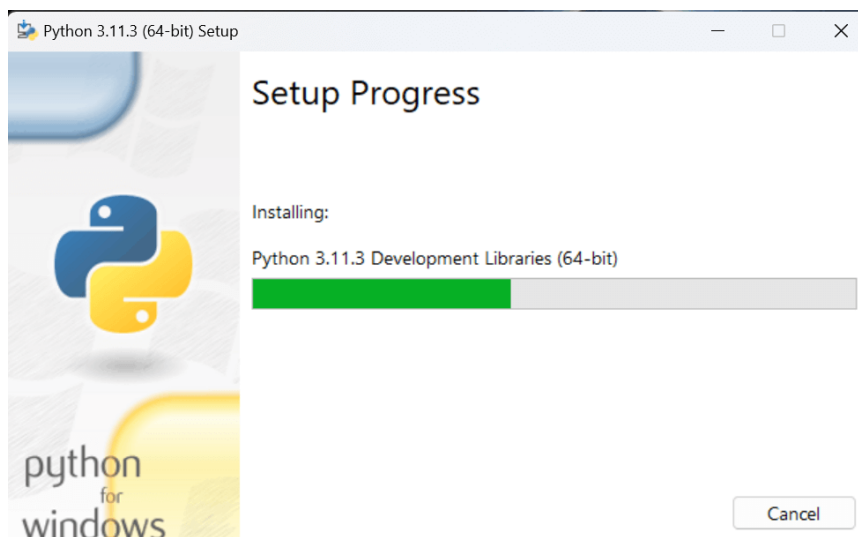 Python 3.11.3 (64-bit) Setup
Setup Progress
Installing:
Python 3.11.3 Development Libraries (64-bit)
python
for
windows
Cancel